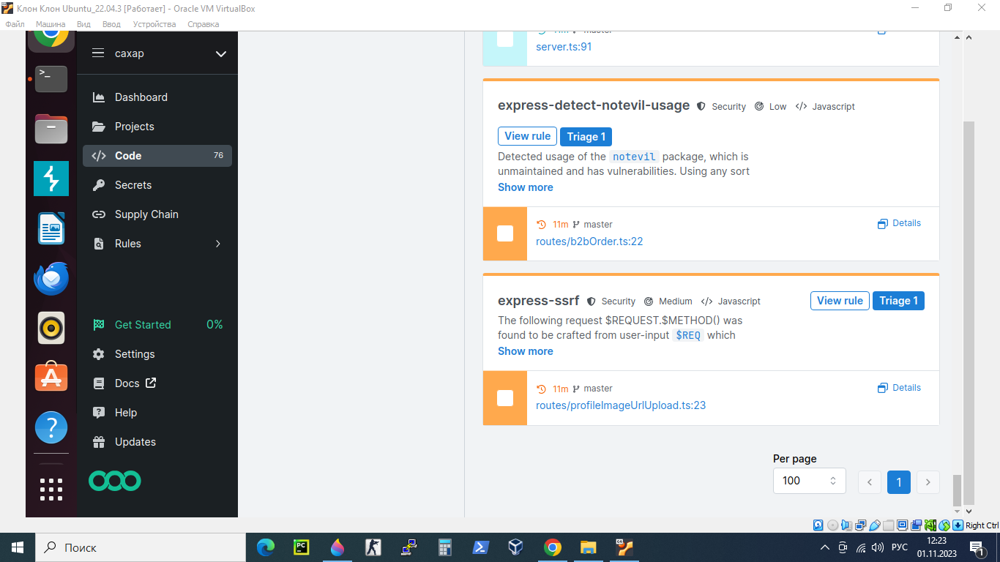 Клон Клон Ubuntu_22.04.3 [Работает] - Oracle VM VirtualBox
Файл Машина Вид Ввод Устройства Справка
сахар
Dashboard
Projects
Code 76
Secrets
Supply Chain
Rules
Get Started 0%
Settings
Docs
Help
Updates
11m master
server.ts:91
express-detect-notevil-usage Security Low Javascript
View rule Triage 1
Detected usage of the notevil package, which is
unmaintained and has vulnerabilities. Using any sort
Show more
11m master Details
routes/b2bOrder.ts:22
express-ssrf Security Medium Javascript View rule Triage 1
The following request $REQUEST.$METHOD() was
found to be crafted from user-input $REQ which
Show more
11m master Details
routes/profileImageUrlUpload.ts:23
Per page
100 1
Right Ctrl
Поиск
РУС
12:23
01.11.2023
1